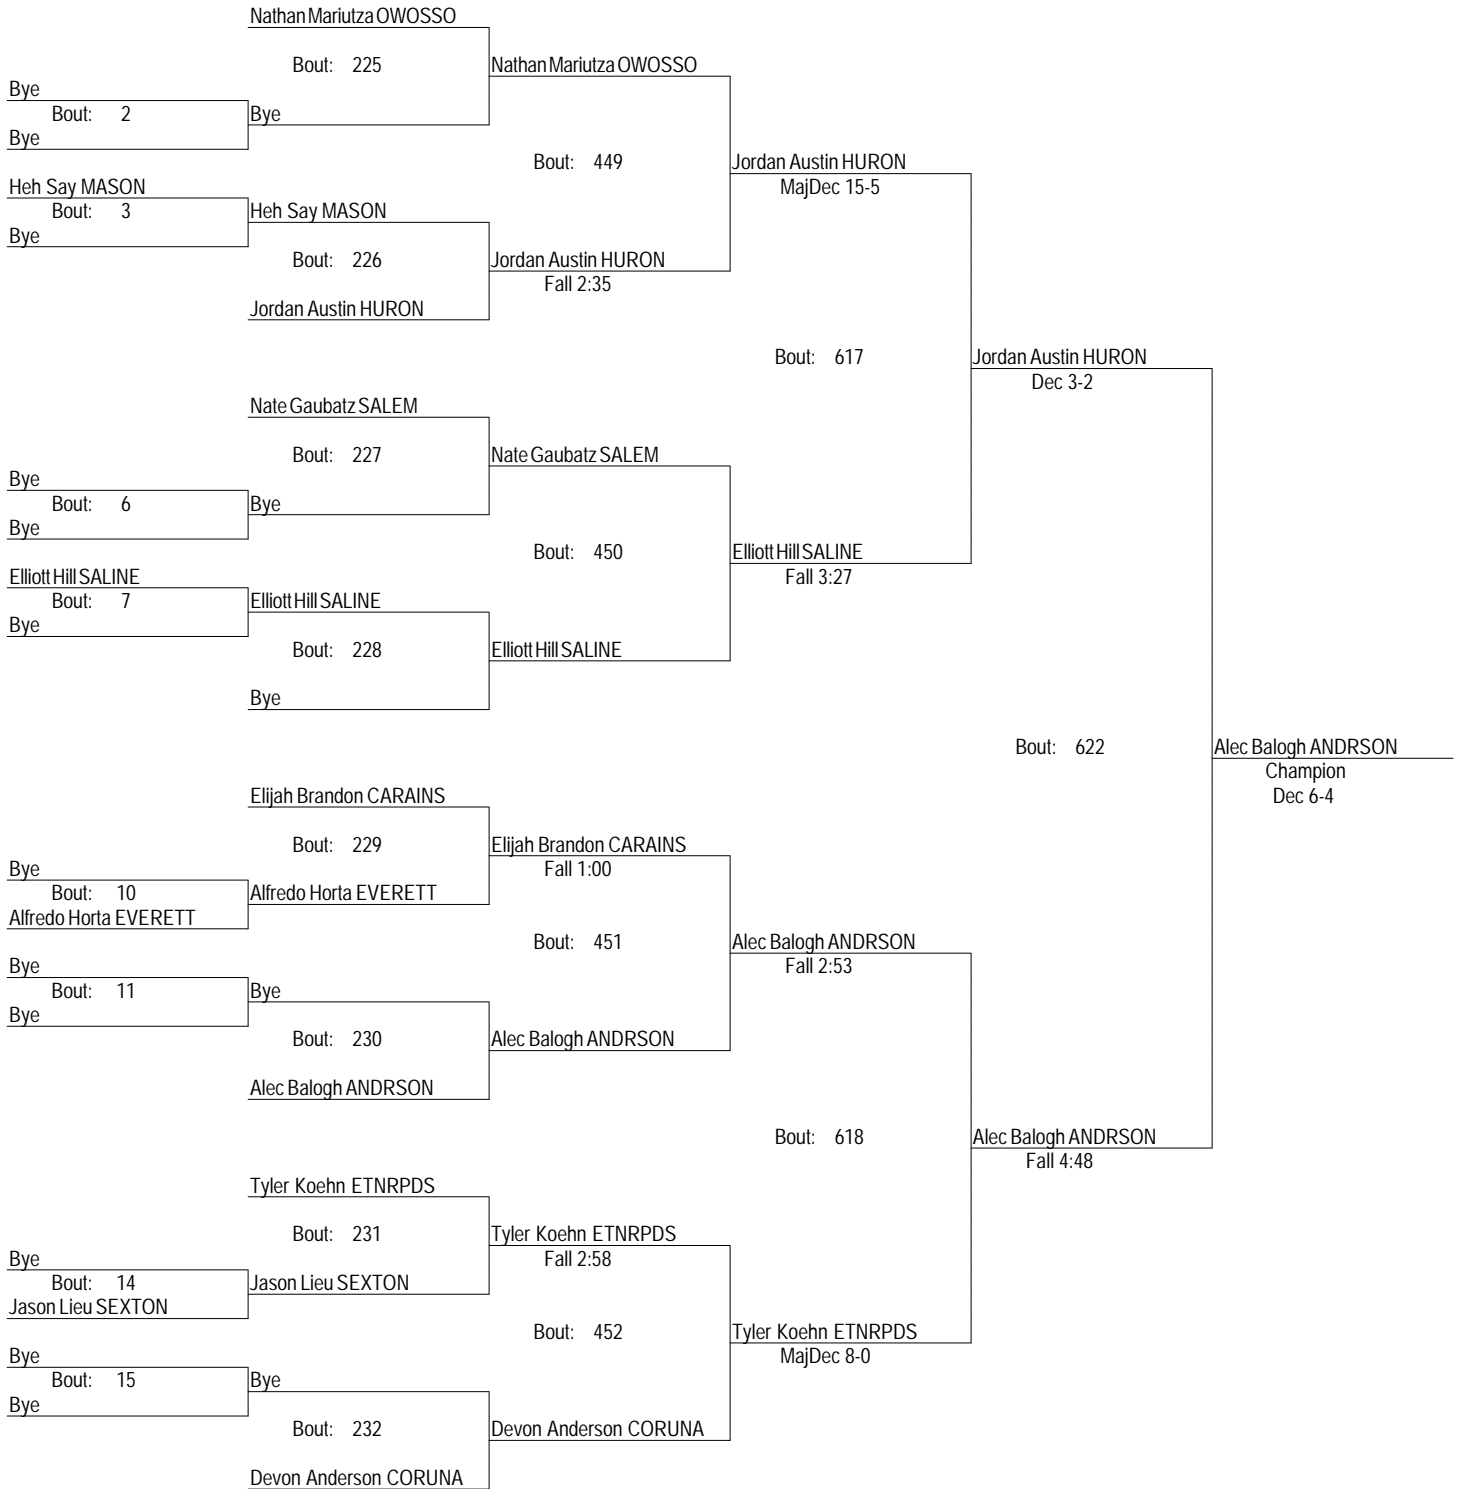 Nathan Mariutza OWOSSO
Bout: 225
Nathan Mariutza OWOSSO
Bye
Bout: 2
Bye
Bye
Bout: 449
Jordan Austin HURON
MajDec 15-5
Heh Say MASON
Bout: 3
Heh Say MASON
Bye
Bout: 226
Jordan Austin HURON
Fall 2:35
Jordan Austin HURON
Bout: 617
Jordan Austin HURON
Dec 3-2
Nate Gaubatz SALEM
Bout: 227
Nate Gaubatz SALEM
Bye
Bout: 6
Bye
Bye
Bout: 450
Elliott Hill SALINE
Fall 3:27
Elliott Hill SALINE
Bout: 7
Elliott Hill SALINE
Bye
Bout: 228
Elliott Hill SALINE
Bye
Bout: 622
Alec Balogh ANDRSON
Champion
Dec 6-4
Elijah Brandon CARAINS
Bout: 229
Elijah Brandon CARAINS
Fall 1:00
Bye
Bout: 10
Alfredo Horta EVERETT
Alfredo Horta EVERETT
Bout: 451
Alec Balogh ANDRSON
Fall 2:53
Bye
Bout: 11
Bye
Bye
Bout: 230
Alec Balogh ANDRSON
Alec Balogh ANDRSON
Bout: 618
Alec Balogh ANDRSON
Fall 4:48
Tyler Koehn ETNRPDS
Bout: 231
Tyler Koehn ETNRPDS
Fall 2:58
Bye
Bout: 14
Jason Lieu SEXTON
Jason Lieu SEXTON
Bout: 452
Tyler Koehn ETNRPDS
MajDec 8-0
Bye
Bout: 15
Bye
Bye
Bout: 232
Devon Anderson CORUNA
Devon Anderson CORUNA